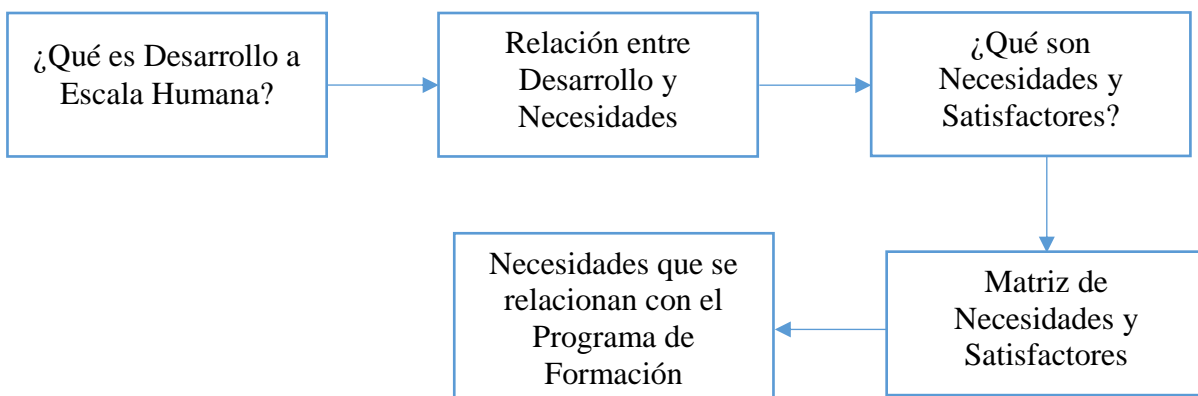 ¿Qué es Desarrollo a
Escala Humana?
Relación entre
Desarrollo y
Necesidades
¿Qué son
Necesidades y
Satisfactores?
Matriz de
Necesidades y
Satisfactores
Necesidades que se
relacionan con el
Programa de
Formación